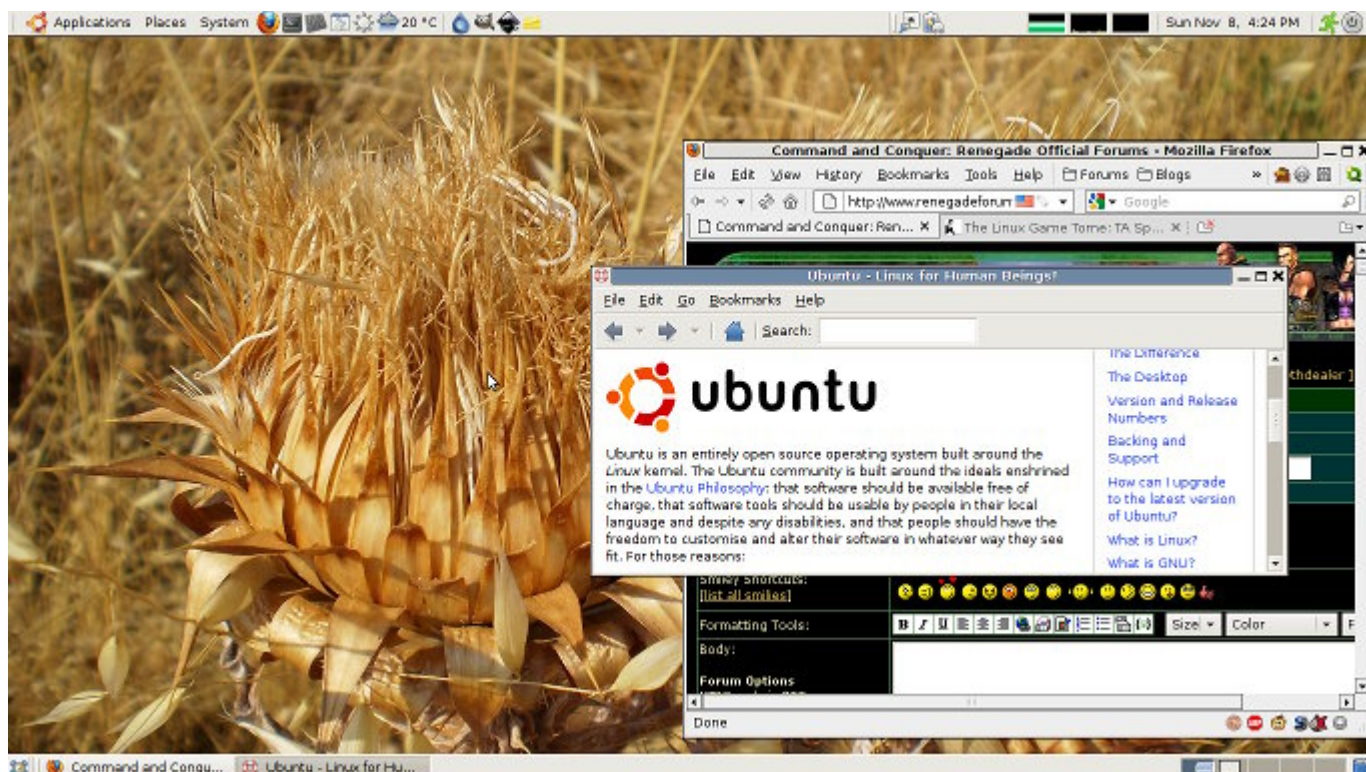 Applications Places System 20 °C Sun Nov 8, 4:24 PM
Command and Conquer: Renegade Official Forums - Mozilla Firefox
File Edit View History Bookmarks Tools Help Forums Blogs »
http://www.renegadeforum Google
Command and Conquer: Ren... The Linux Game Tome: TA Sp...
Ubuntu - Linux for Human Beings!
File Edit Go Bookmarks Help
Search:
ubuntu
Ubuntu is an entirely open source operating system built around the
Linux kernel. The Ubuntu community is built around the ideals enshrined
in the Ubuntu Philosophy: that software should be available free of
charge, that software tools should be usable by people in their local
language and despite any disabilities, and that people should have the
freedom to customise and alter their software in whatever way they see
fit. For those reasons:
The Difference
The Desktop
Version and Release
Numbers
Backing and
Support
How can I upgrade
to the latest version
of Ubuntu?
What is Linux?
What is GNU?
thdealer ]
Smiley Shortcuts:
[list all smilies]
Formatting Tools: B I U Size Color F
Body:
Forum Options
Done
Command and Conqu... Ubuntu - Linux for Hu...